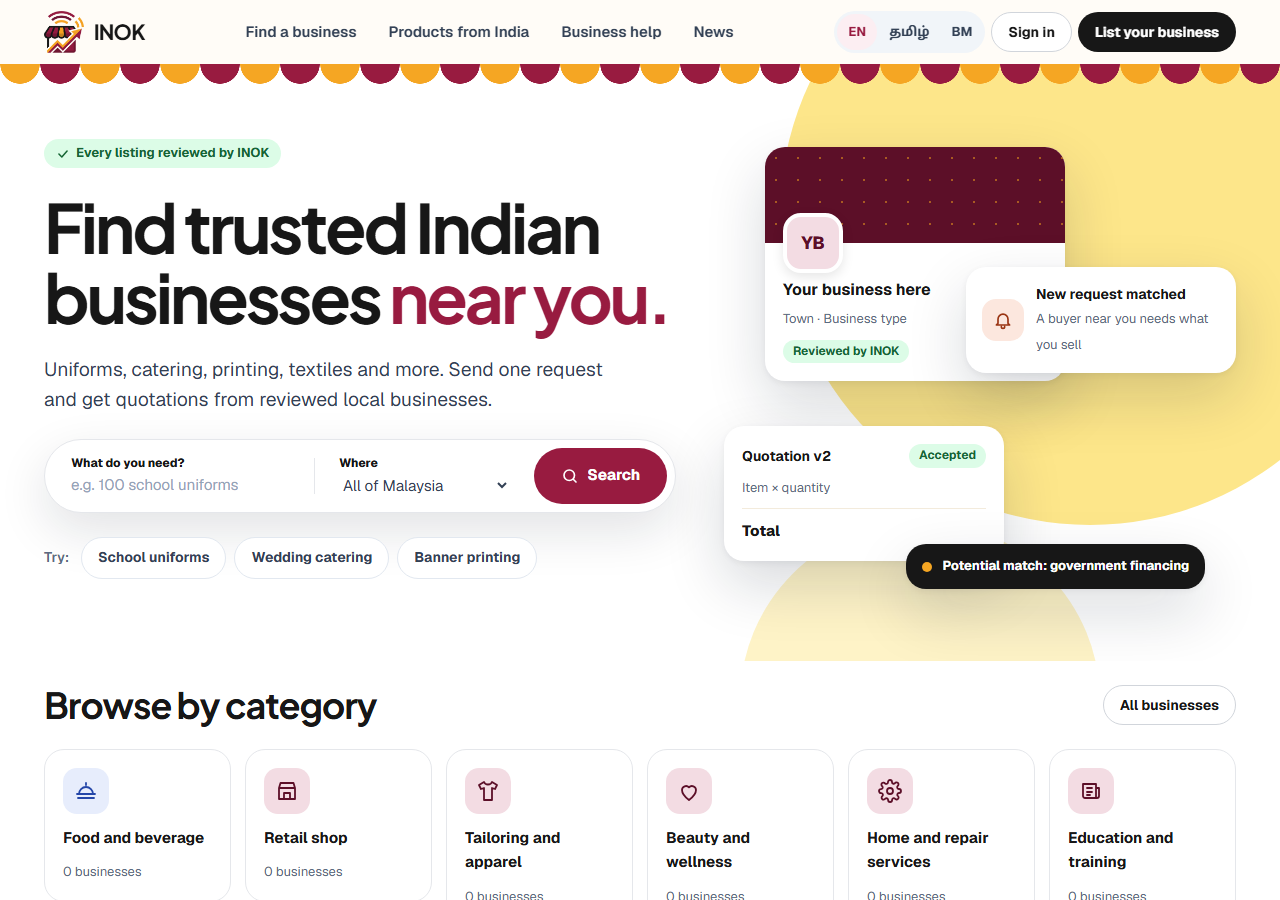 INOK
Find a business
Products from India
Business help
News
EN
தமிழ்
BM
Sign in
List your business
Every listing reviewed by INOK
Find trusted Indian
businesses near you.
Uniforms, catering, printing, textiles and more. Send one request
and get quotations from reviewed local businesses.
What do you need?
e.g. 100 school uniforms
Where
All of Malaysia
Search
Try:
School uniforms
Wedding catering
Banner printing
YB
Your business here
Town · Business type
Reviewed by INOK
New request matched
A buyer near you needs what
you sell
Quotation v2
Accepted
Item × quantity
Total
Potential match: government financing
Browse by category
All businesses
Food and beverage
0 businesses
Retail shop
0 businesses
Tailoring and
apparel
0 businesses
Beauty and
wellness
0 businesses
Home and repair
services
0 businesses
Education and
training
0 businesses